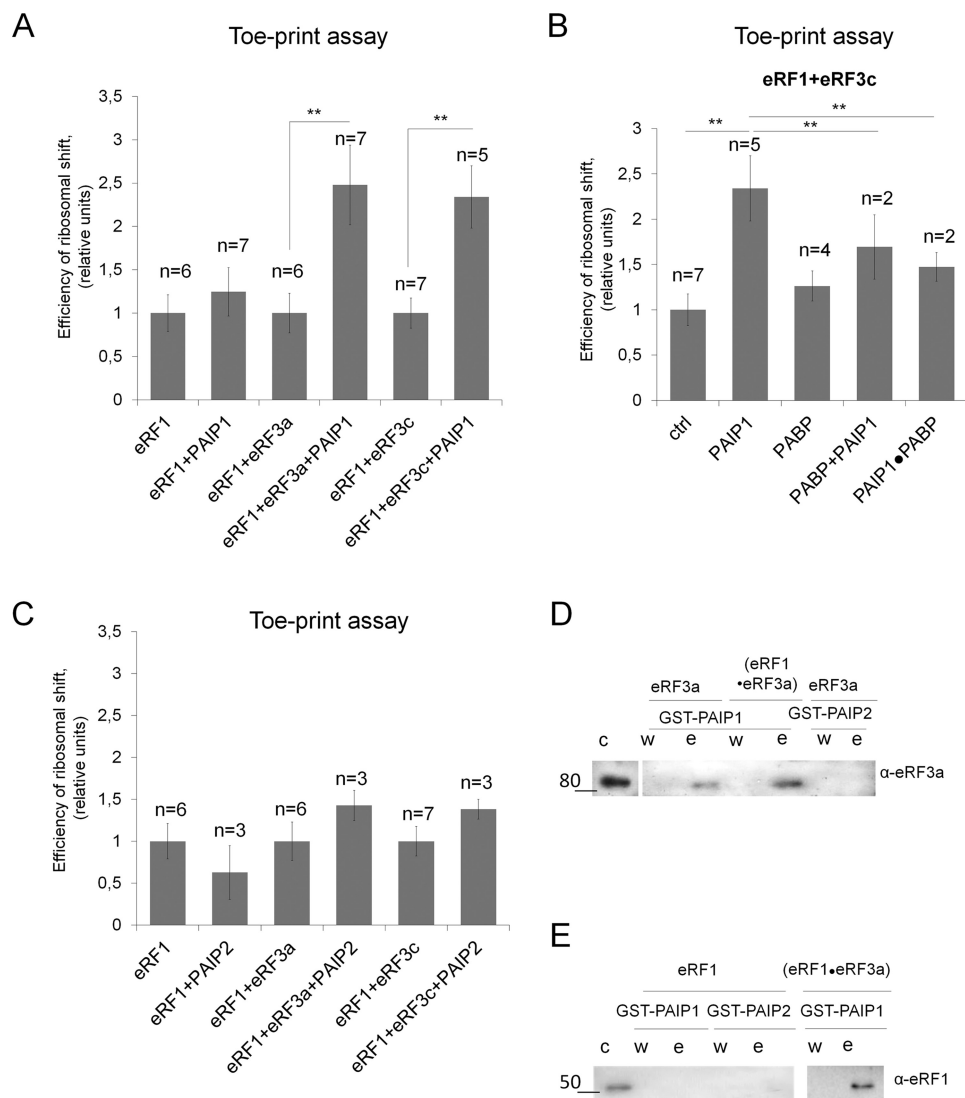 A
Toe-print assay
Efficiency of ribosomal shift,
(relative units)
3,5
3
2,5
2
1,5
1
0,5
0
n=6
n=7
n=6
**
n=7
n=7
**
n=5
eRF1
eRF1+PAIP1
eRF1+eRF3a
eRF1+eRF3a+PAIP1
eRF1+eRF3c
eRF1+eRF3c+PAIP1
B
Toe-print assay
eRF1+eRF3c
Efficiency of ribosomal shift,
(relative units)
3
2,5
2
1,5
1
0,5
0
**
**
**
n=7
n=5
n=4
n=2
n=2
ctrl
PAIP1
PABP
PABP+PAIP1
PAIP1●PABP
C
Toe-print assay
Efficiency of ribosomal shift,
(relative units)
3,5
3
2,5
2
1,5
1
0,5
0
n=6
n=3
n=6
n=3
n=7
n=3
eRF1
eRF1+PAIP2
eRF1+eRF3a
eRF1+eRF3a+PAIP2
eRF1+eRF3c
eRF1+eRF3c+PAIP2
D
(eRF1
eRF3a •eRF3a) eRF3a
GST-PAIP1 GST-PAIP2
c w e w e w e
80 α-eRF3a
E
eRF1 (eRF1●eRF3a)
GST-PAIP1 GST-PAIP2 GST-PAIP1
c w e w e w e
50 α-eRF1